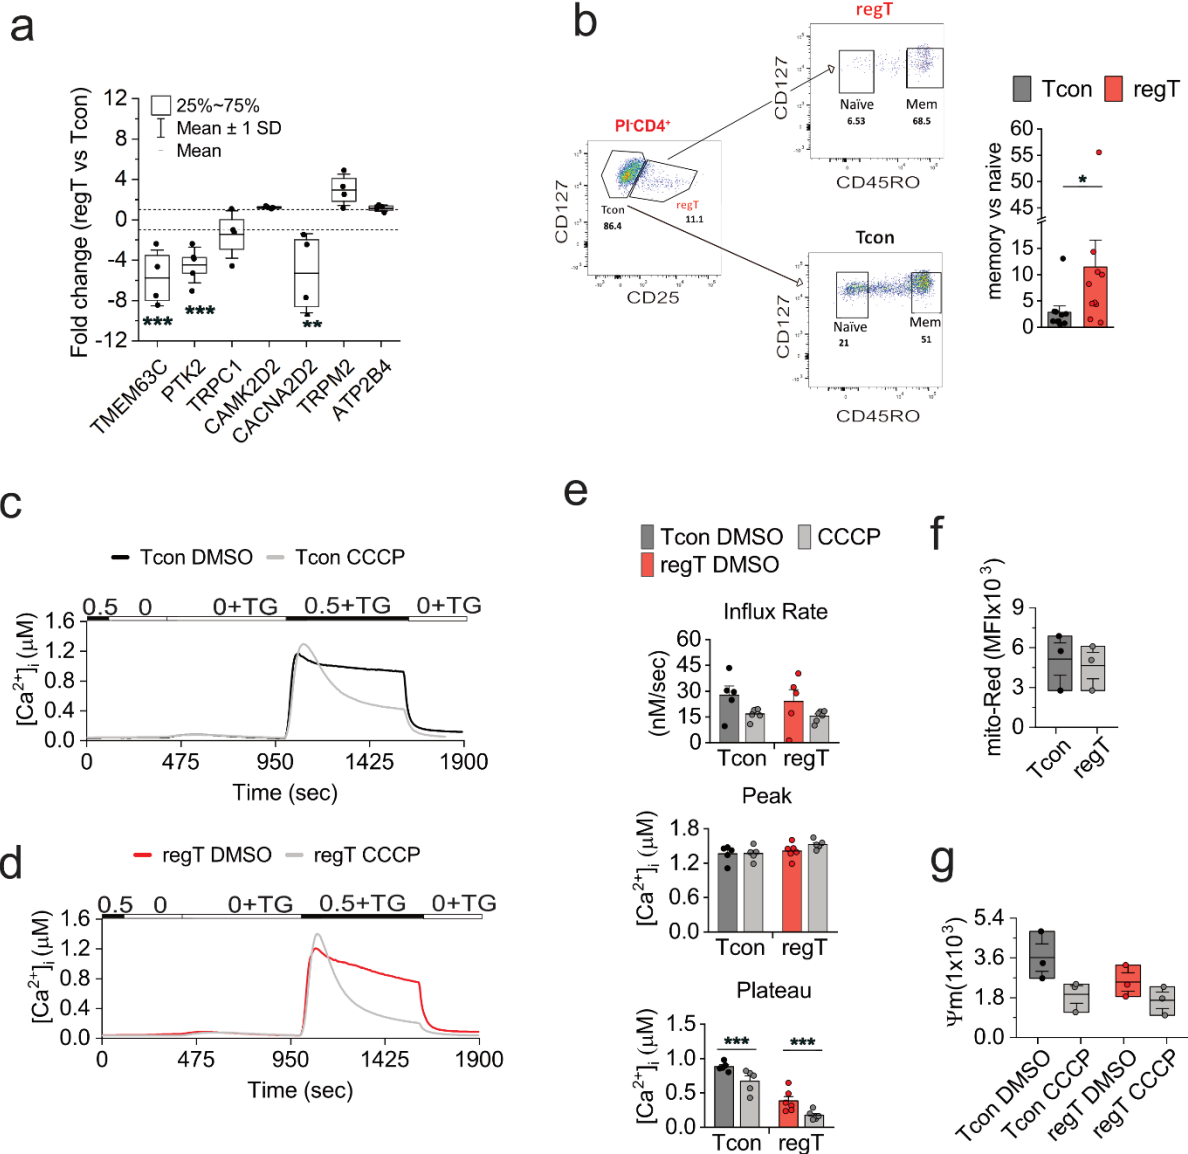 a
Fold change (regT vs Tcon)
12
8
4
0
-4
-8
-12
25%~75%
Mean ± 1 SD
Mean
***
***
**
TMEM63C
PTK2
TRPC1
CAMK2D2
CACNA2D2
TRPM2
ATP2B4
b
regT
CD127
Naïve
6.53
Mem
68.5
CD45RO
PI-CD4+
CD127
Tcon
86.4
regT
11.1
CD25
Tcon
CD127
Naïve
21
Mem
51
CD45RO
Tcon
regT
memory vs naive
60
55
50
45
15
10
5
0
*
c
Tcon DMSO
Tcon CCCP
0.5
0
0+TG
0.5+TG
0+TG
[Ca2+]i (µM)
1.6
1.2
0.8
0.4
0.0
0
475
950
1425
1900
Time (sec)
d
regT DMSO
regT CCCP
0.5
0
0+TG
0.5+TG
0+TG
[Ca2+]i (µM)
1.6
1.2
0.8
0.4
0.0
0
475
950
1425
1900
Time (sec)
e
Tcon DMSO
CCCP
regT DMSO
Influx Rate
(nM/sec)
60
45
30
15
0
Tcon
regT
Peak
[Ca2+]i (µM)
1.8
1.2
0.6
0.0
Tcon
regT
Plateau
[Ca2+]i (µM)
1.5
1.0
0.5
0.0
***
***
Tcon
regT
f
mito-Red (MFIx10 3)
9
6
3
0
Tcon
regT
g
Ψm(1x103)
5.4
3.6
1.8
0.0
Tcon DMSO
Tcon CCCP
regT DMSO
regT CCCP